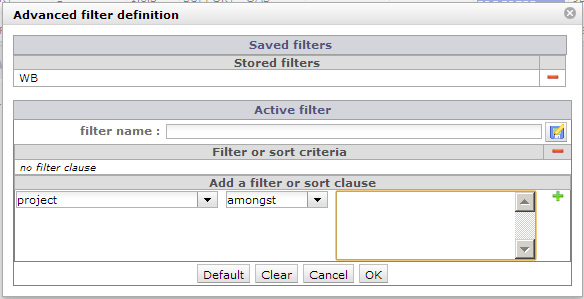 Advanced filter definition
Saved filters
Stored filters
WB
Active filter
filter name :
Filter or sort criteria
no filter clause
Add a filter or sort clause
project amongst
Default Clear Cancel OK